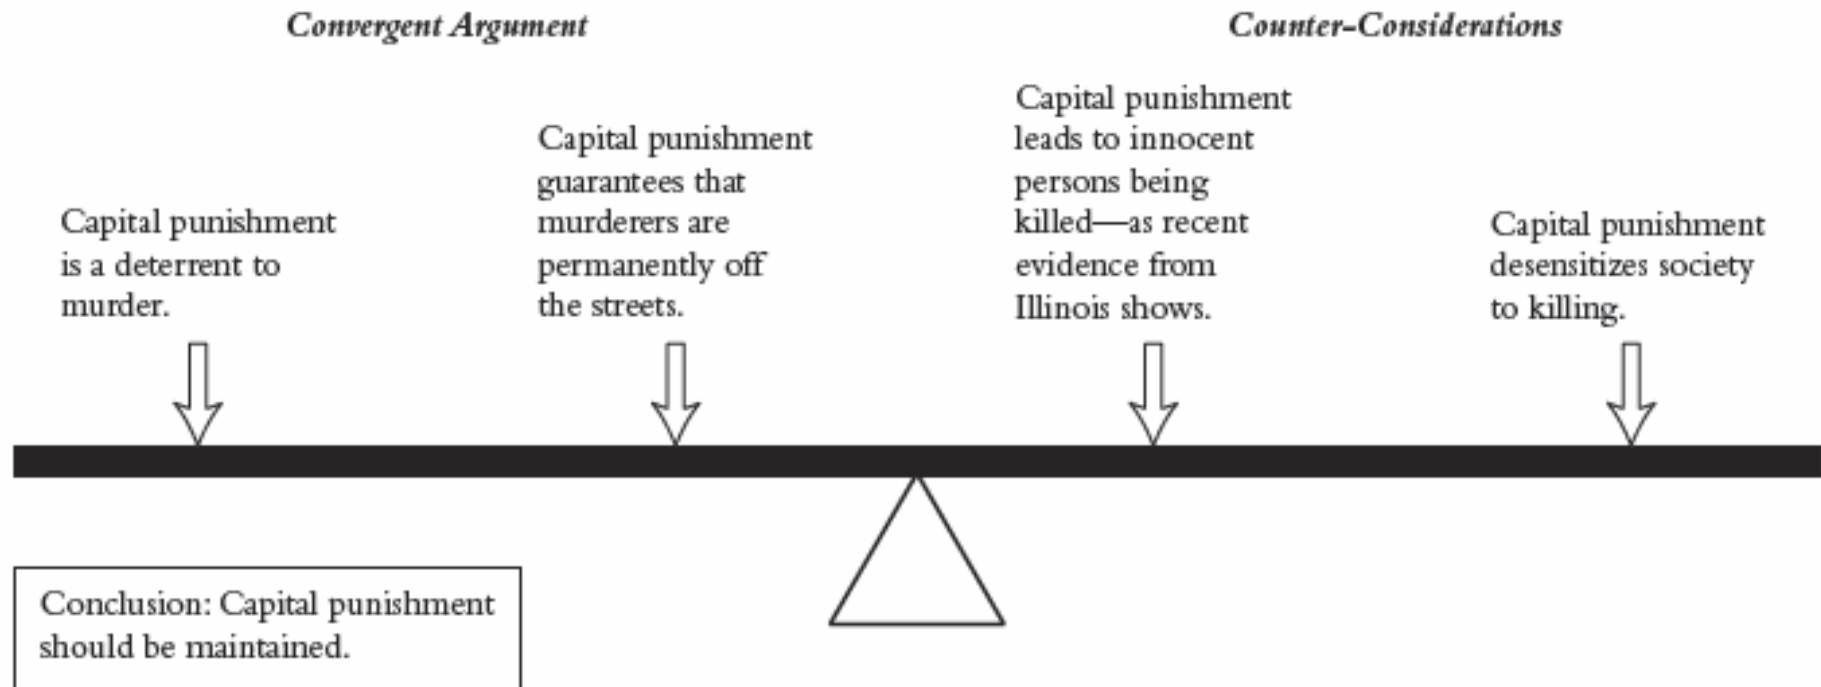 Convergent Argument
Counter-Considerations
Capital punishment
is a deterrent to
murder.
Capital punishment
guarantees that
murderers are
permanently off
the streets.
Capital punishment
leads to innocent
persons being
killed—as recent
evidence from
Illinois shows.
Capital punishment
desensitizes society
to killing.
Conclusion: Capital punishment
should be maintained.